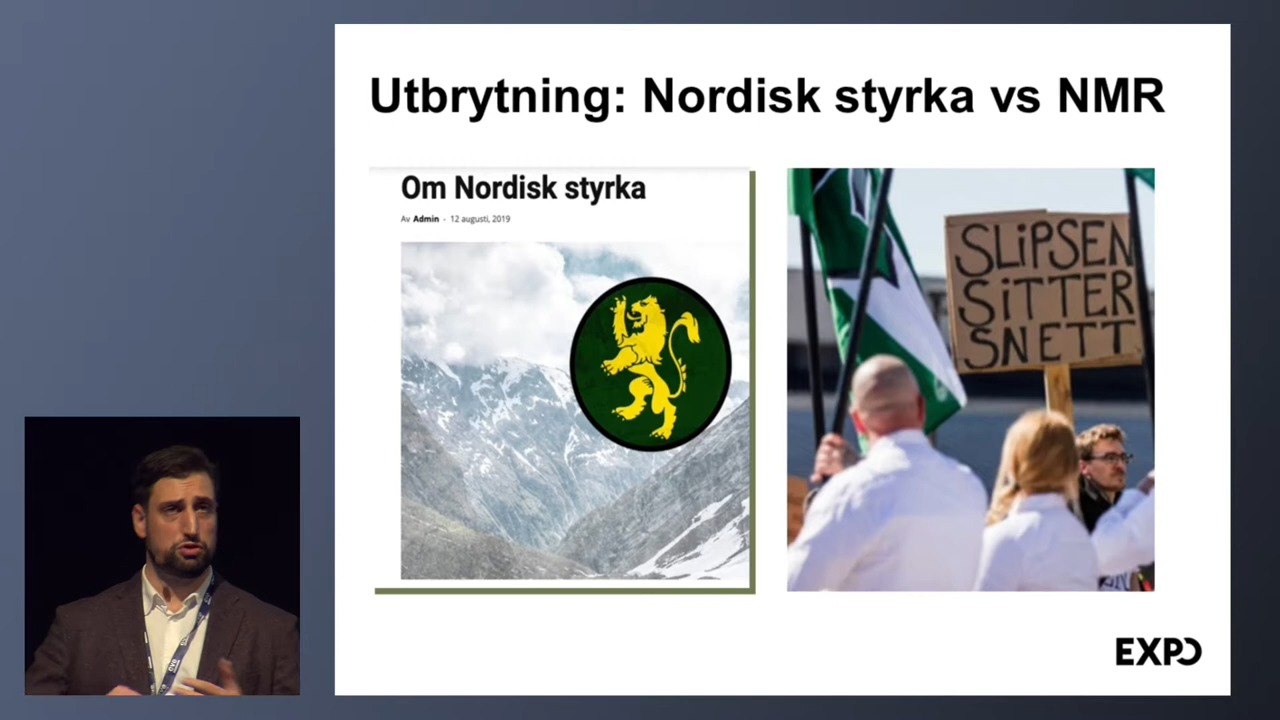 Utbrytning: Nordisk styrka vs NMR
Om Nordisk styrka
Av Admin - 12 augusti, 2019
SLiPSEN
SiTTER
SNETT
EXPO